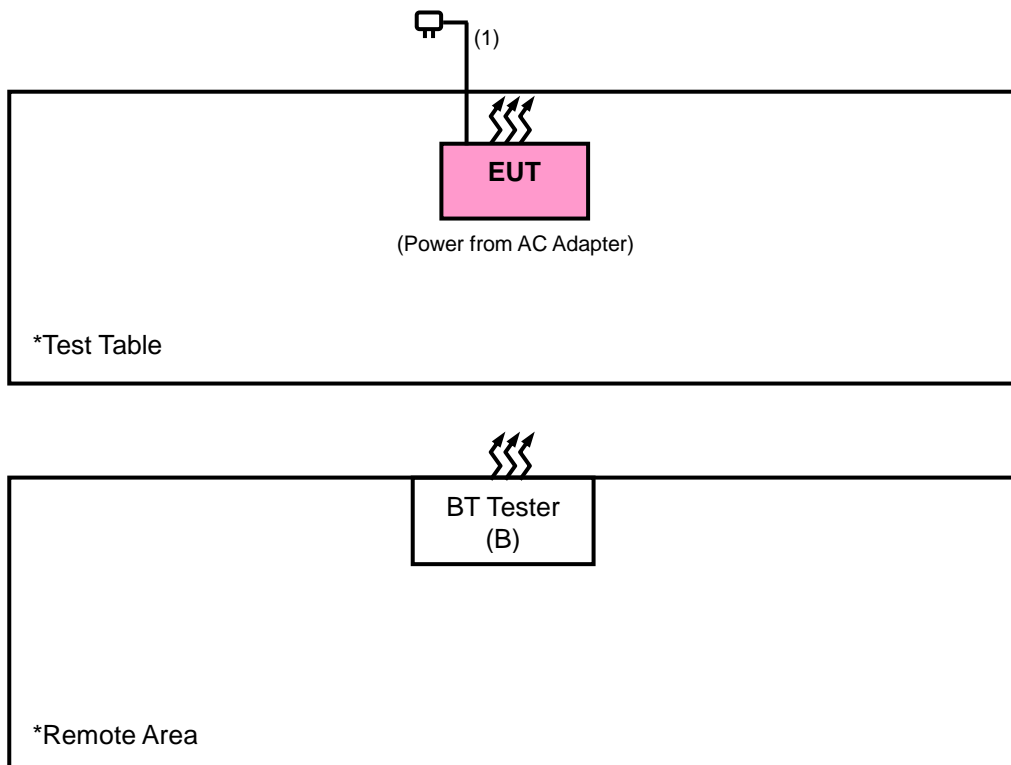 (1)
EUT
(Power from AC Adapter)
*Test Table
BT Tester
(B)
*Remote Area